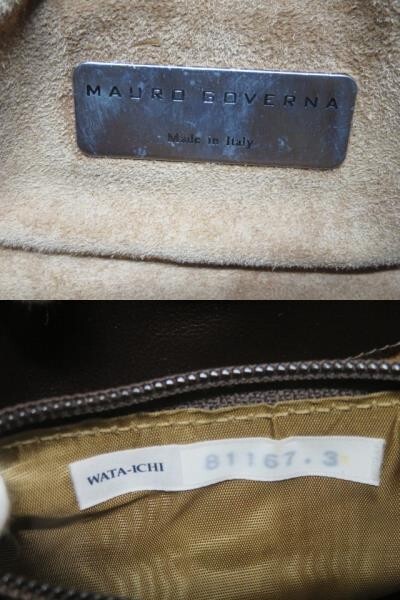 MAURO GOVERNA
Made in Italy
WATA-ICHI 81167.3